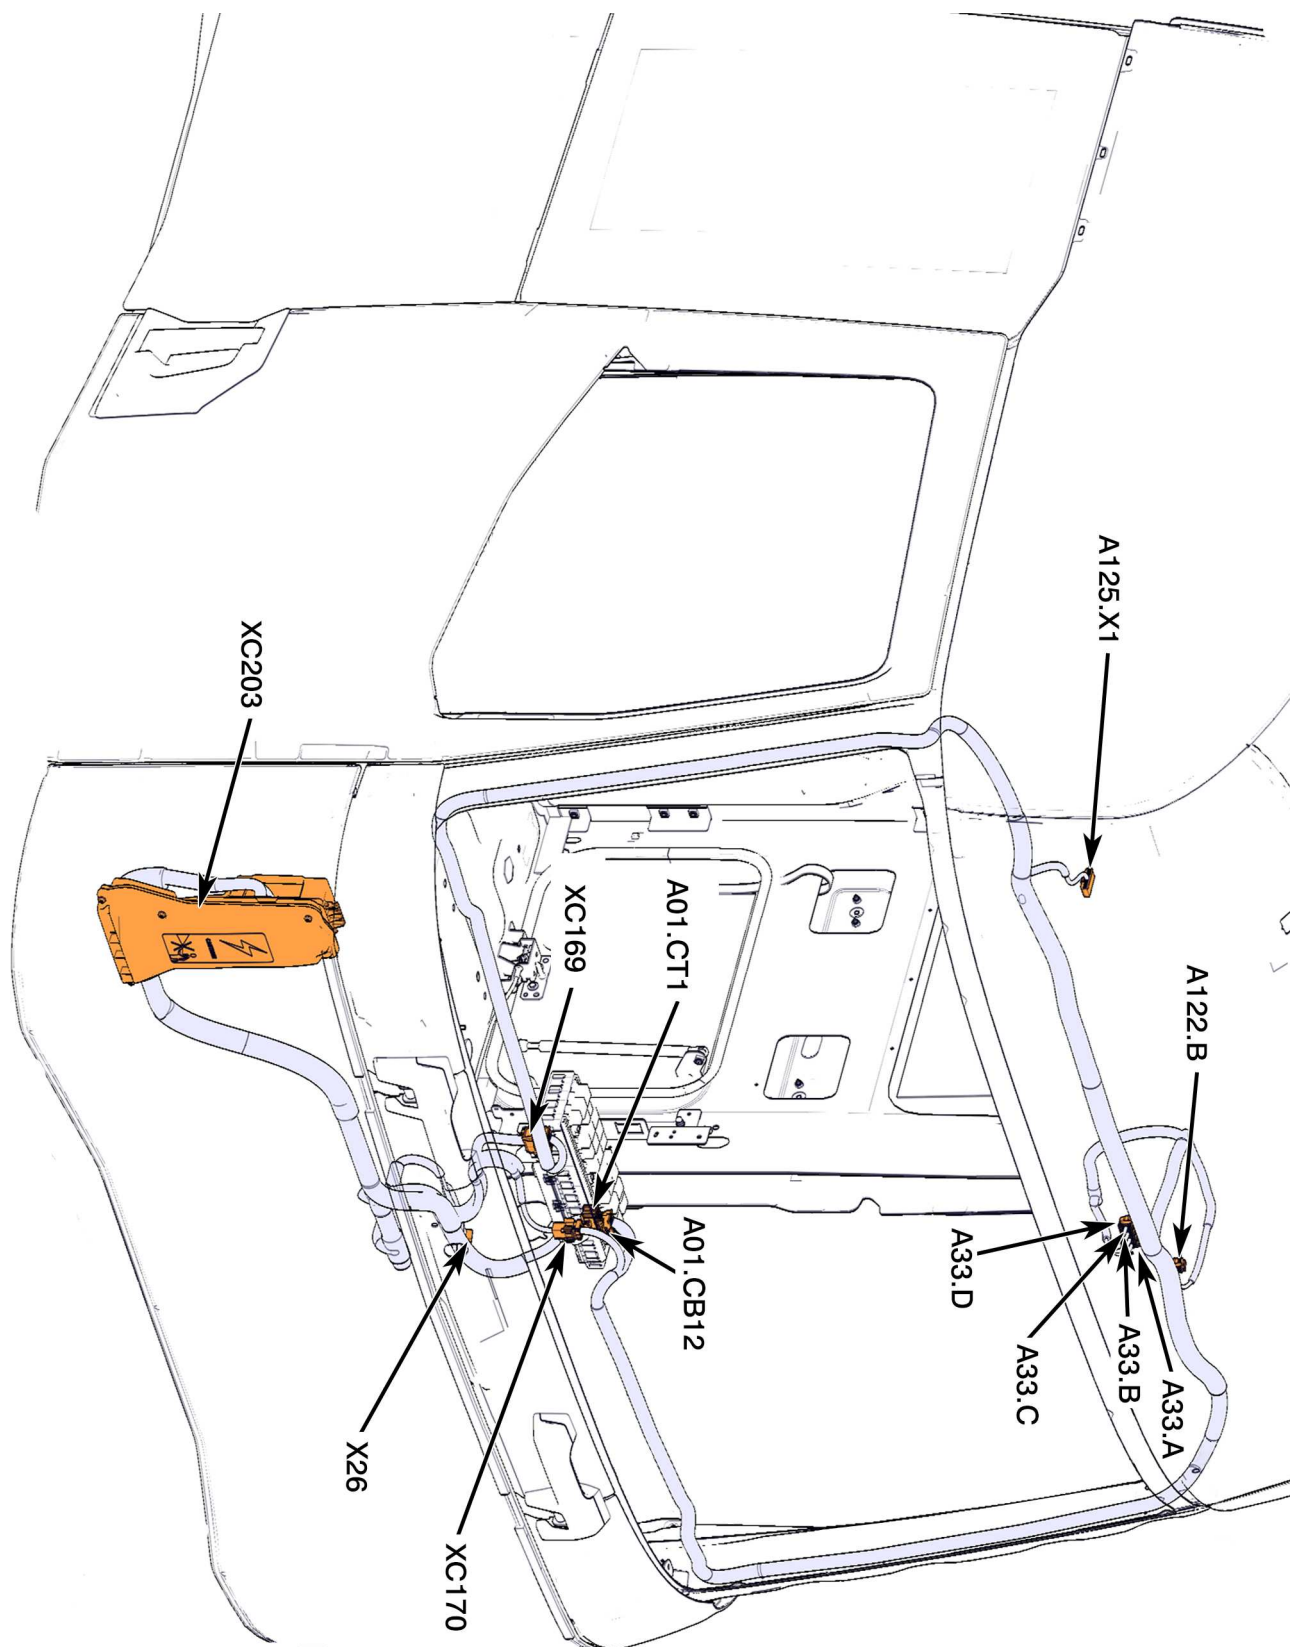 A125.X1
A122.B
A33.A
A33.B
A33.C
A33.D
A01.CT1
A01.CB12
XC169
XC203
X26
XC170